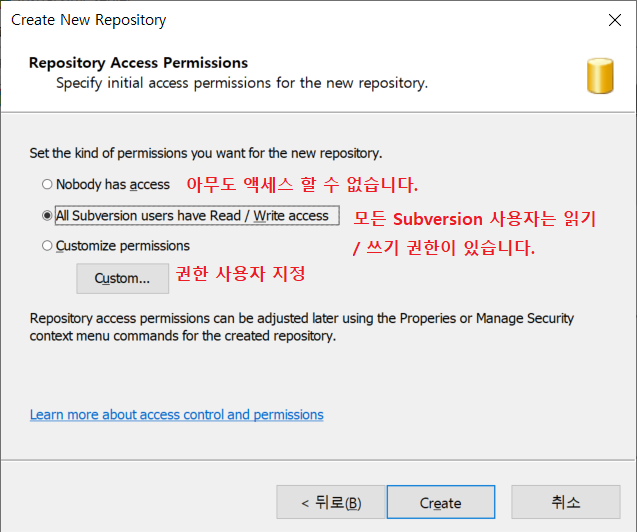 Create New Repository
Repository Access Permissions
Specify initial access permissions for the new repository.
Set the kind of permissions you want for the new repository.
Nobody has access 아무도 액세스 할 수 없습니다.
All Subversion users have Read / Write access 모든 Subversion 사용자는 읽기
/ 쓰기 권한이 있습니다.
Customize permissions
Custom... 권한 사용자 지정
Repository access permissions can be adjusted later using the Properies or Manage Security
context menu commands for the created repository.
Learn more about access control and permissions
< 뒤로(B) Create 취소